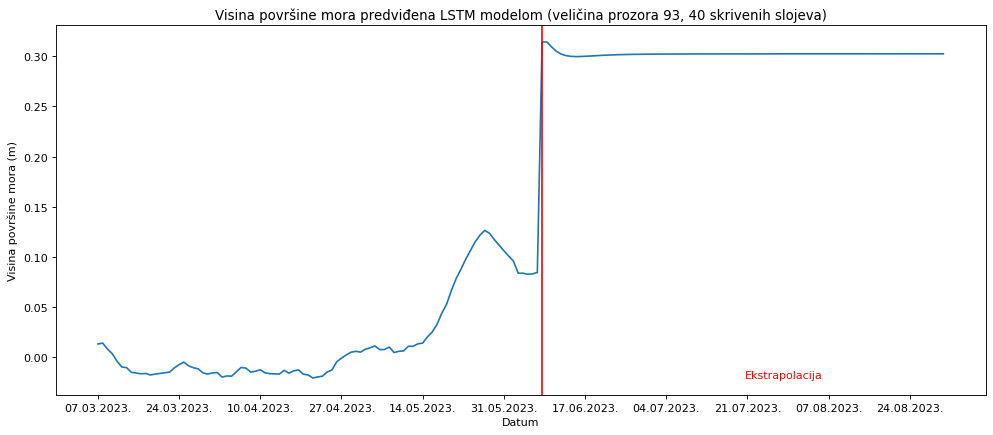 Visina površine mora predviđena LSTM modelom (veličina prozora 93, 40 skrivenih slojeva)
Visina površine mora (m)
0.30
0.25
0.20
0.15
0.10
0.05
0.00
Ekstrapolacija
07.03.2023. 24.03.2023. 10.04.2023. 27.04.2023. 14.05.2023. 31.05.2023. 17.06.2023. 04.07.2023. 21.07.2023. 07.08.2023. 24.08.2023.
Datum